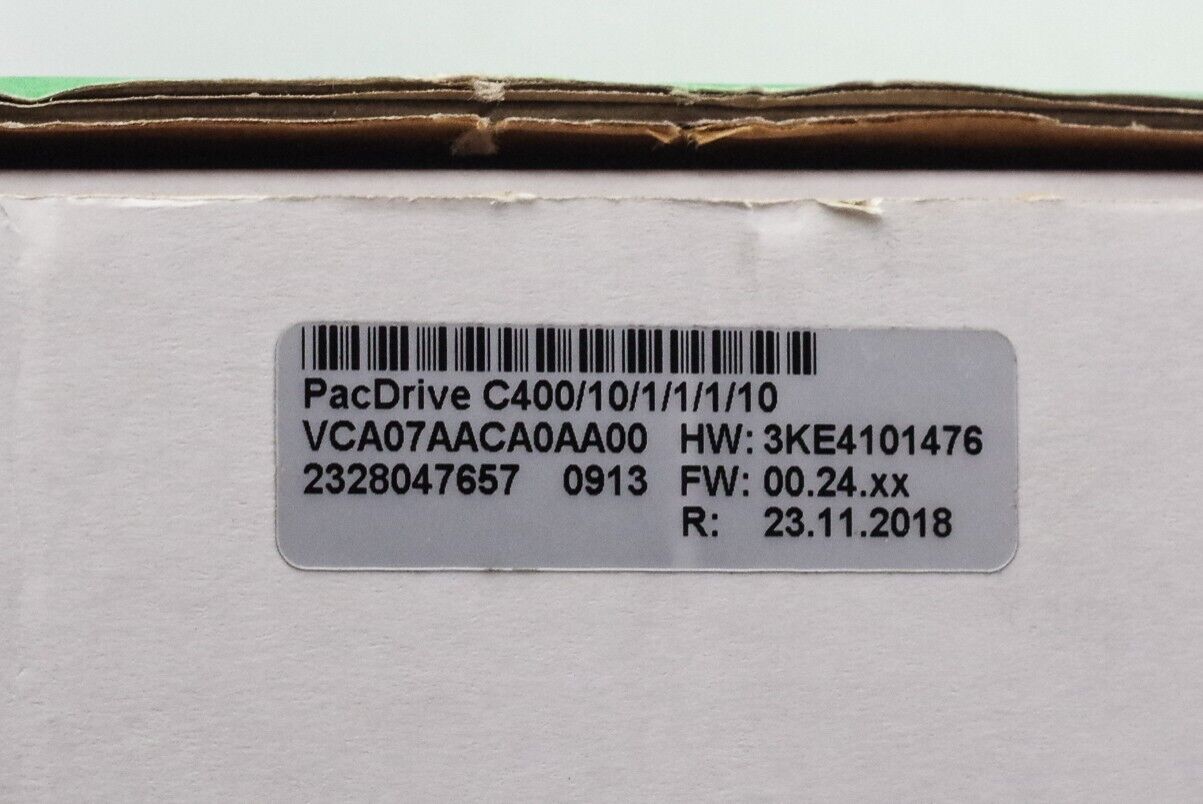 PacDrive C400/10/1/1/1/10
VCA07AACA0AA00 HW: 3KE4101476
2328047657 0913 FW: 00.24.xx
R: 23.11.2018